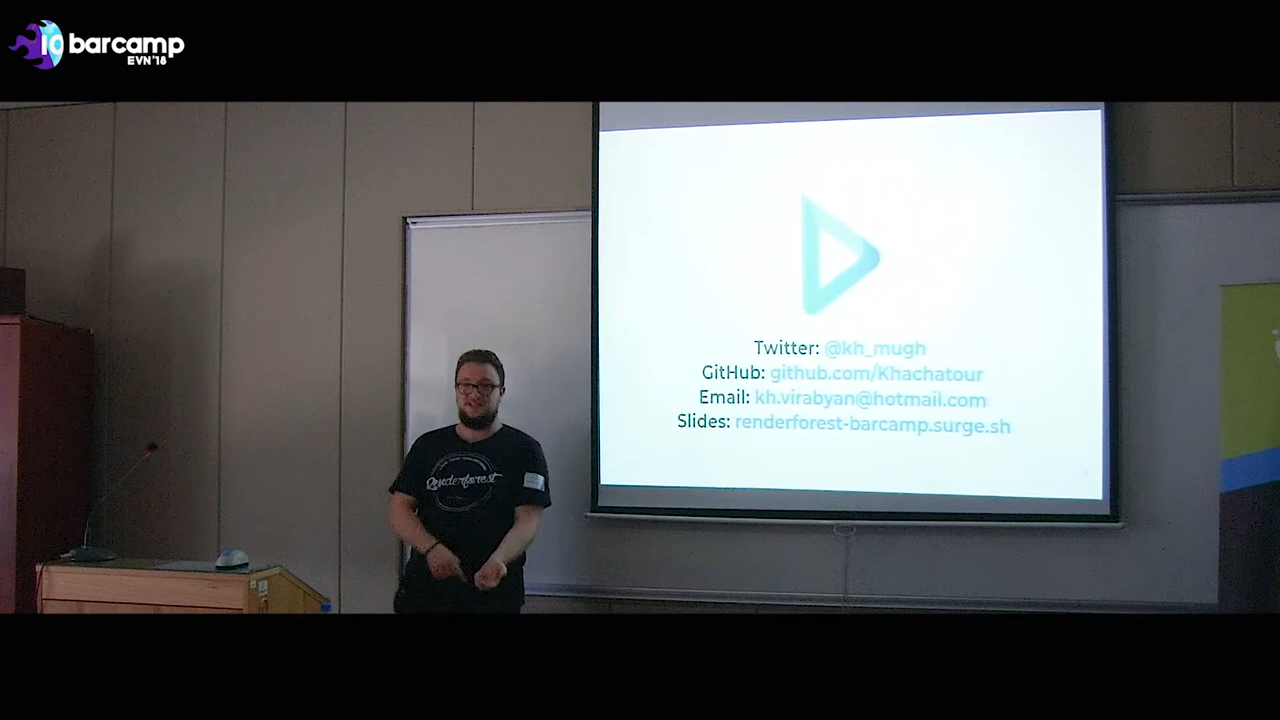 10 barcamp
EVN'18
Twitter: @kh_mugh
GitHub: github.com/Khachatour
Email: kh.virabyan@hotmail.com
Slides: renderforest-barcamp.surge.sh
Renderforest